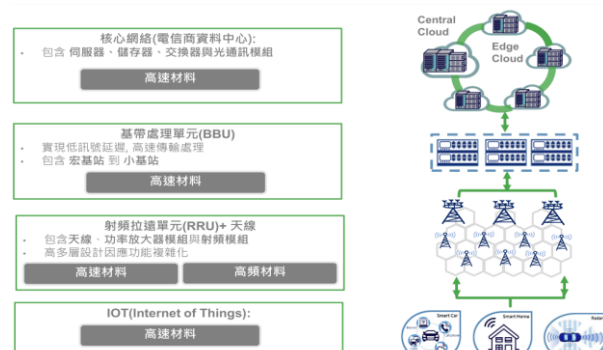 核心網絡(電信商資料中心):
• 包含 伺服器、儲存器、交換器與光通訊模組
高速材料
基帶處理單元(BBU)
• 實現低訊號延遲, 高速傳輸處理
• 包含 宏基站 到 小基站
高速材料
射頻拉遠單元(RRU)+ 天線
• 包含天線、功率放大器模組與射頻模組
• 高多層設計因應功能複雜化
高速材料
高頻材料
IOT(Internet of Things):
高速材料
Central
Cloud
Edge
Cloud
Smart Car
Smart Home
Radar